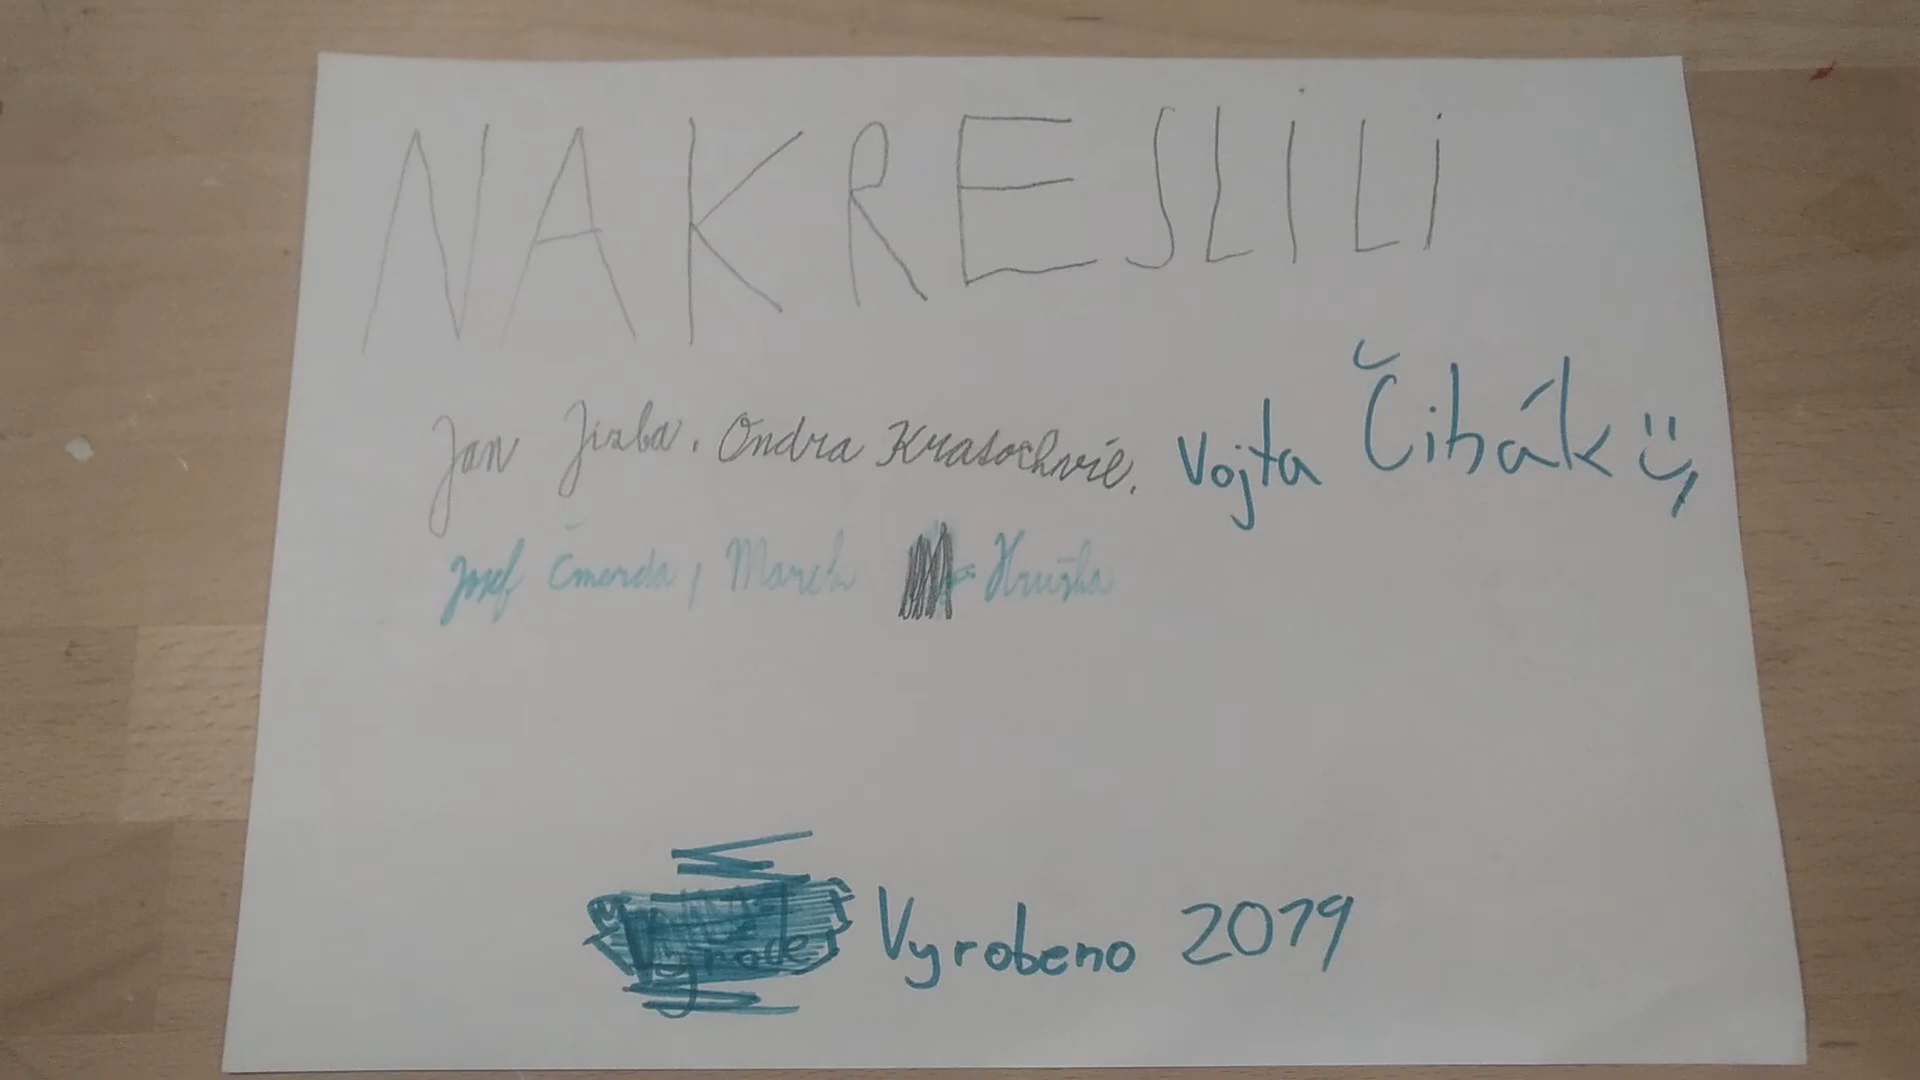 NAKRESLILI
Jan Jizba, Ondra Krasochvíl, Vojta Čihák :),
Josef Čmerda, Marek Hruška
Vyrobeno 2019